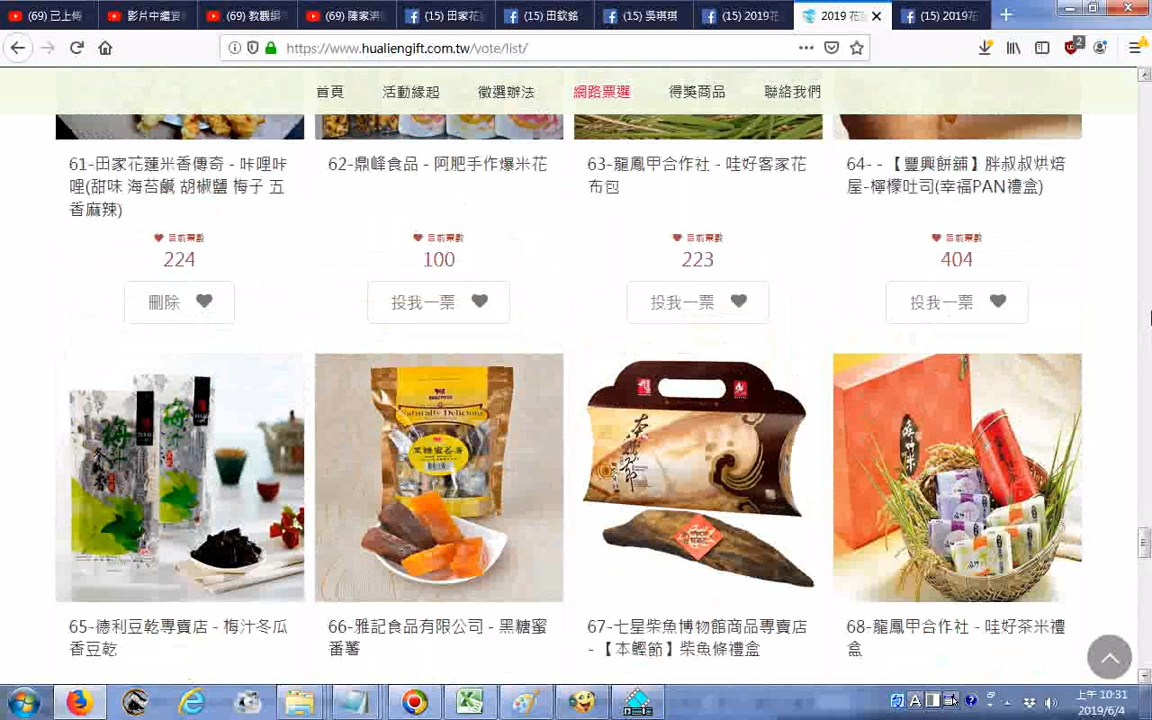 (69) 已上傳
影片中繼資
(69) 教觀綱
(69) 陳家淇
(15) 田家花
(15) 田欽銘
(15) 吳琪琪
(15) 2019花
2019 花
(15) 2019花
https://www.hualiengift.com.tw/vote/list/
2
首頁 活動緣起 徵選辦法 網路票選 得獎商品 聯絡我們
61-田家花蓮米香傳奇 - 咔哩咔
哩(甜味 海苔鹹 胡椒鹽 梅子 五
香麻辣)
目前票數
224
刪除
62-鼎峰食品 - 阿肥手作爆米花
目前票數
100
投我一票
63-龍鳳甲合作社 - 哇好客家花
布包
目前票數
223
投我一票
64- - 【豐興餅舖】胖叔叔烘焙
屋-檸檬吐司(幸福PAN禮盒)
目前票數
404
投我一票
Naturally Delicious
黑糖蜜蕃薯
65-德利豆乾專賣店 - 梅汁冬瓜
香豆乾
66-雅記食品有限公司 - 黑糖蜜
蕃薯
67-七星柴魚博物館商品專賣店
- 【本鰹節】柴魚條禮盒
68-龍鳳甲合作社 - 哇好茶米禮
盒
上午 10:31
2019/6/4